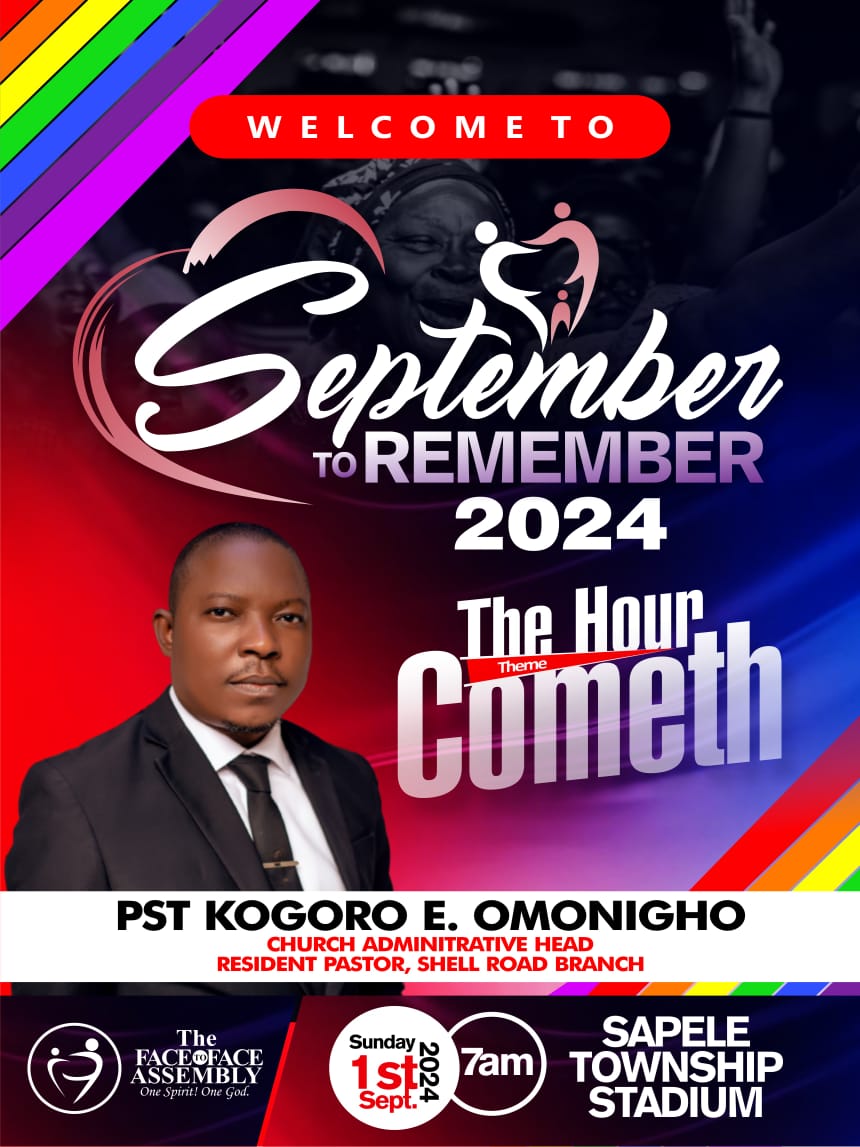 WELCOME TO
September
TO REMEMBER
2024
The Hour
Theme
Cometh
PST KOGORO E. OMONIGHO
CHURCH ADMINITRATIVE HEAD
RESIDENT PASTOR, SHELL ROAD BRANCH
The
FACE TO FACE
ASSEMBLY
One Spirit! One God.
Sunday
1st
Sept.
2024
7am
SAPELE
TOWNSHIP
STADIUM